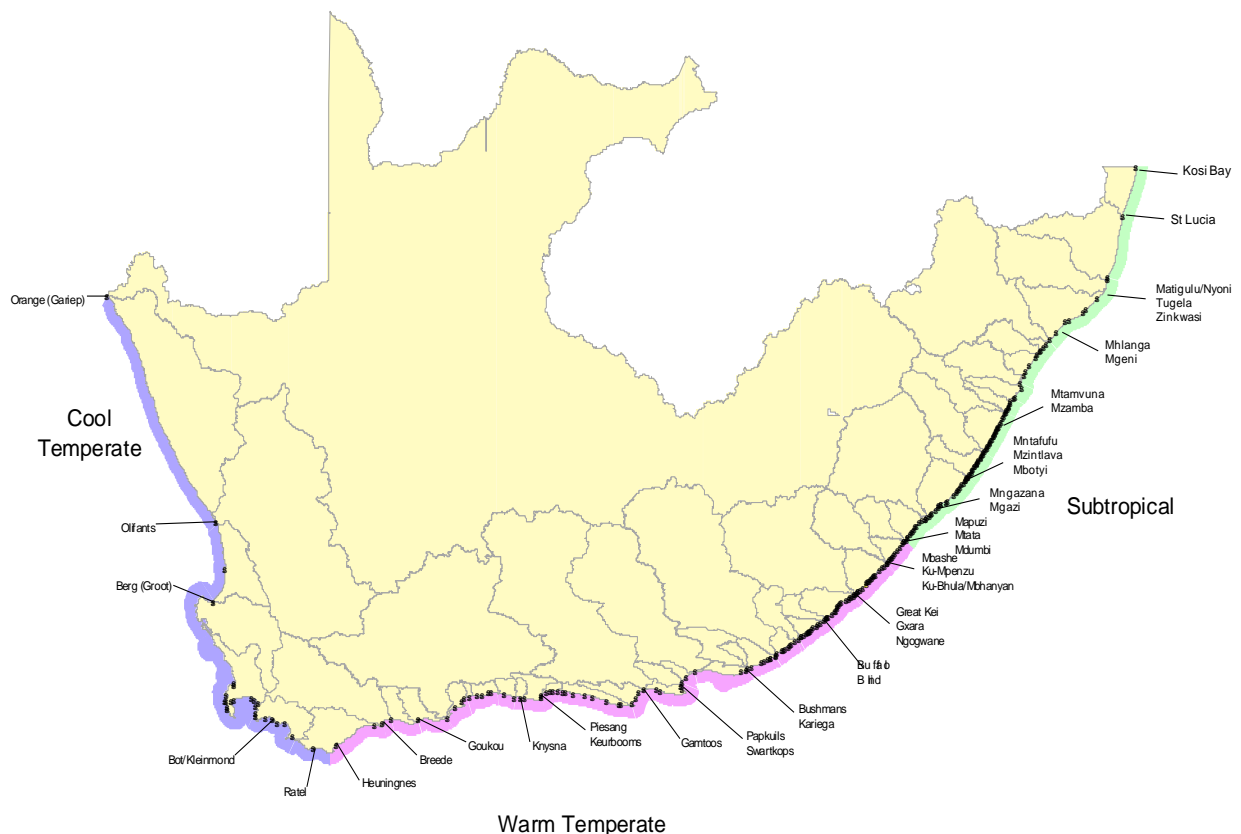 Kosi Bay
St Lucia
Matigulu/Nyoni
Tugela
Zinkwasi
Orange (Gariep)
Mhlanga
Mgeni
Cool
Temperate
Mtamvuna
Mzamba
Mntafufu
Mzintlava
Mbotyi
Mngazana
Mgazi
Subtropical
Olifants
Mapuzi
Mtata
Mdumbi
Mbashe
Ku-Mpenzu
Ku-Bhula/Mbhanyan
Berg (Groot)
Great Kei
Gxara
Ngogwane
Buffalo
Blind
Bushmans
Kariega
Papkuils
Swartkops
Gamtoos
Piesang
Keurbooms
Knysna
Goukou
Breede
Bot/Kleinmond
Heuningnes
Ratel
Warm Temperate